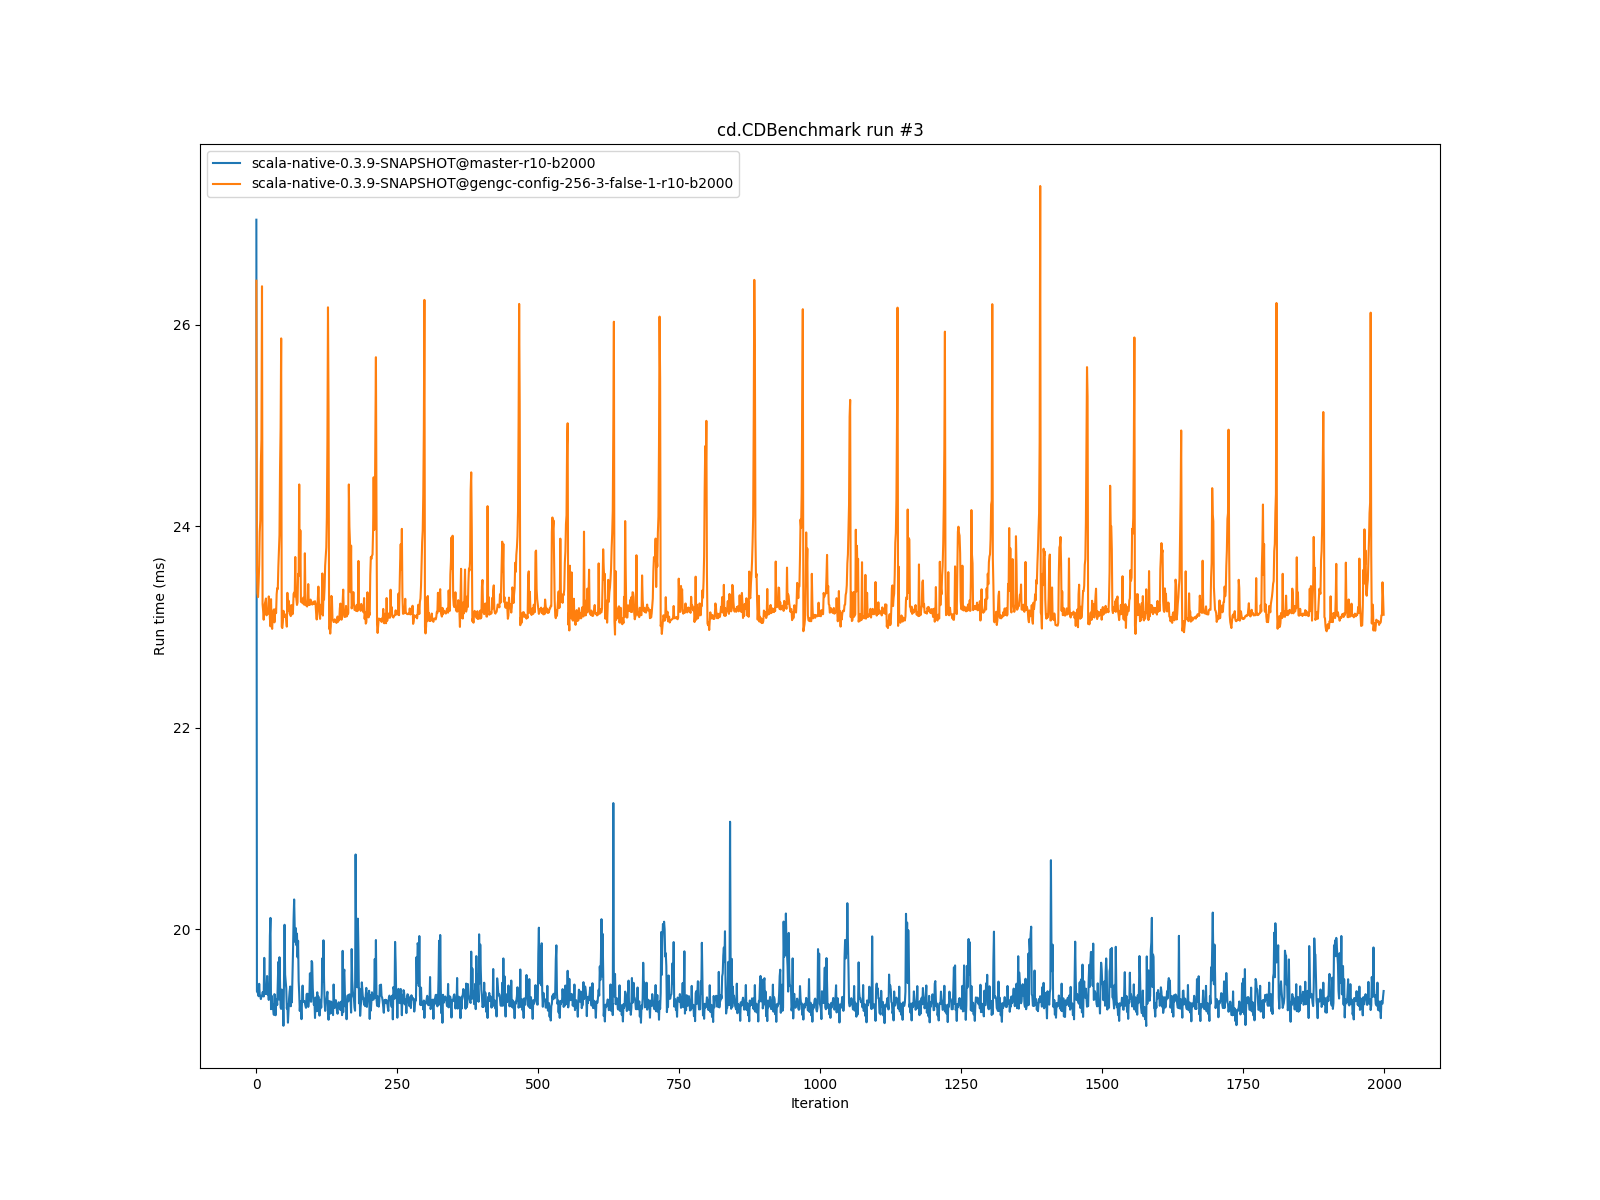 cd.CDBenchmark run #3
scala-native-0.3.9-SNAPSHOT@master-r10-b2000
scala-native-0.3.9-SNAPSHOT@gengc-config-256-3-false-1-r10-b2000
26
24
22
20
Run time (ms)
0 250 500 750 1000 1250 1500 1750 2000
Iteration